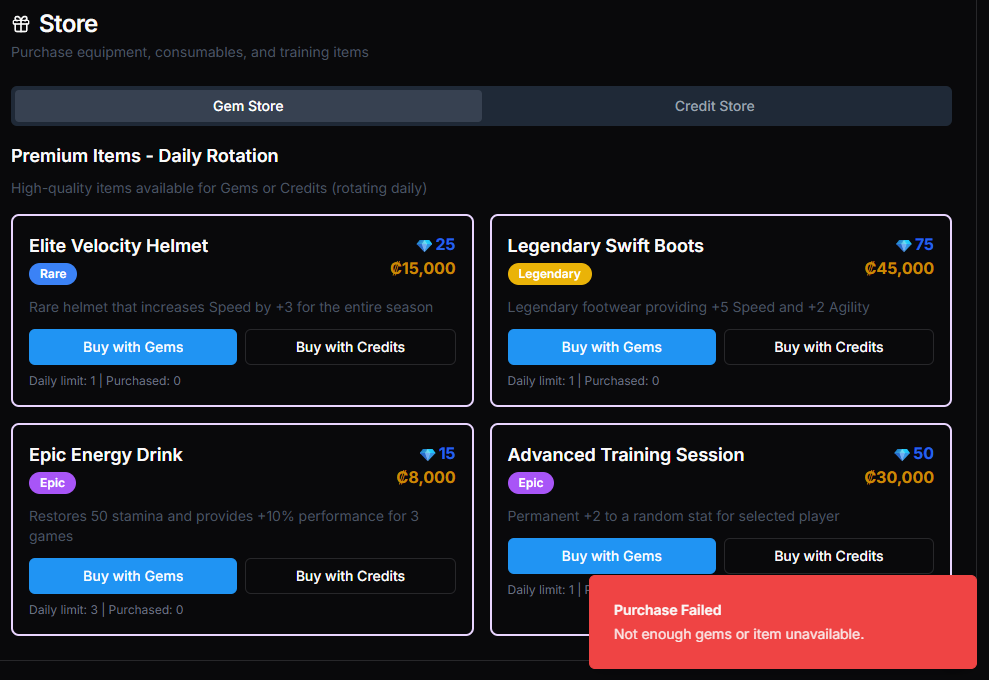 Store
Purchase equipment, consumables, and training items
Gem Store
Credit Store
Premium Items - Daily Rotation
High-quality items available for Gems or Credits (rotating daily)
Elite Velocity Helmet
25
Rare
₡15,000
Rare helmet that increases Speed by +3 for the entire season
Buy with Gems
Buy with Credits
Daily limit: 1 | Purchased: 0
Legendary Swift Boots
75
Legendary
₡45,000
Legendary footwear providing +5 Speed and +2 Agility
Buy with Gems
Buy with Credits
Daily limit: 1 | Purchased: 0
Epic Energy Drink
15
Epic
₡8,000
Restores 50 stamina and provides +10% performance for 3
games
Buy with Gems
Buy with Credits
Daily limit: 3 | Purchased: 0
Advanced Training Session
50
Epic
₡30,000
Permanent +2 to a random stat for selected player
Buy with Gems
Buy with Credits
Daily limit: 1 |
Purchase Failed
Not enough gems or item unavailable.